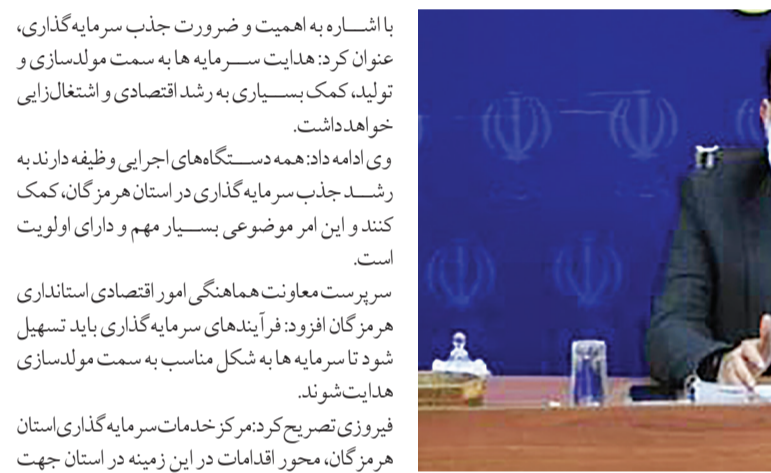 با اشاره به اهمیت و ضرورت جذب سرمایه‌گذاری،
عنوان کرد: هدایت سرمایه ها به سمت مولدسازی و
تولید، کمک بسیاری به رشد اقتصادی و اشتغال‌زایی
خواهد داشت.
وی ادامه داد: همه دستگاه‌های اجرایی وظیفه دارند به
رشد جذب سرمایه گذاری در استان هرمزگان، کمک
کنند و این امر موضوعی بسیار مهم و دارای اولویت
است.
سرپرست معاونت هماهنگی امور اقتصادی استانداری
هرمزگان افزود: فرآیندهای سرمایه گذاری باید تسهیل
شود تا سرمایه ها به شکل مناسب به سمت مولدسازی
هدایت شوند.
فیروزی تصریح کرد: مرکز خدمات سرمایه گذاری استان
هرمزگان، محور اقدامات در این زمینه در استان جهت